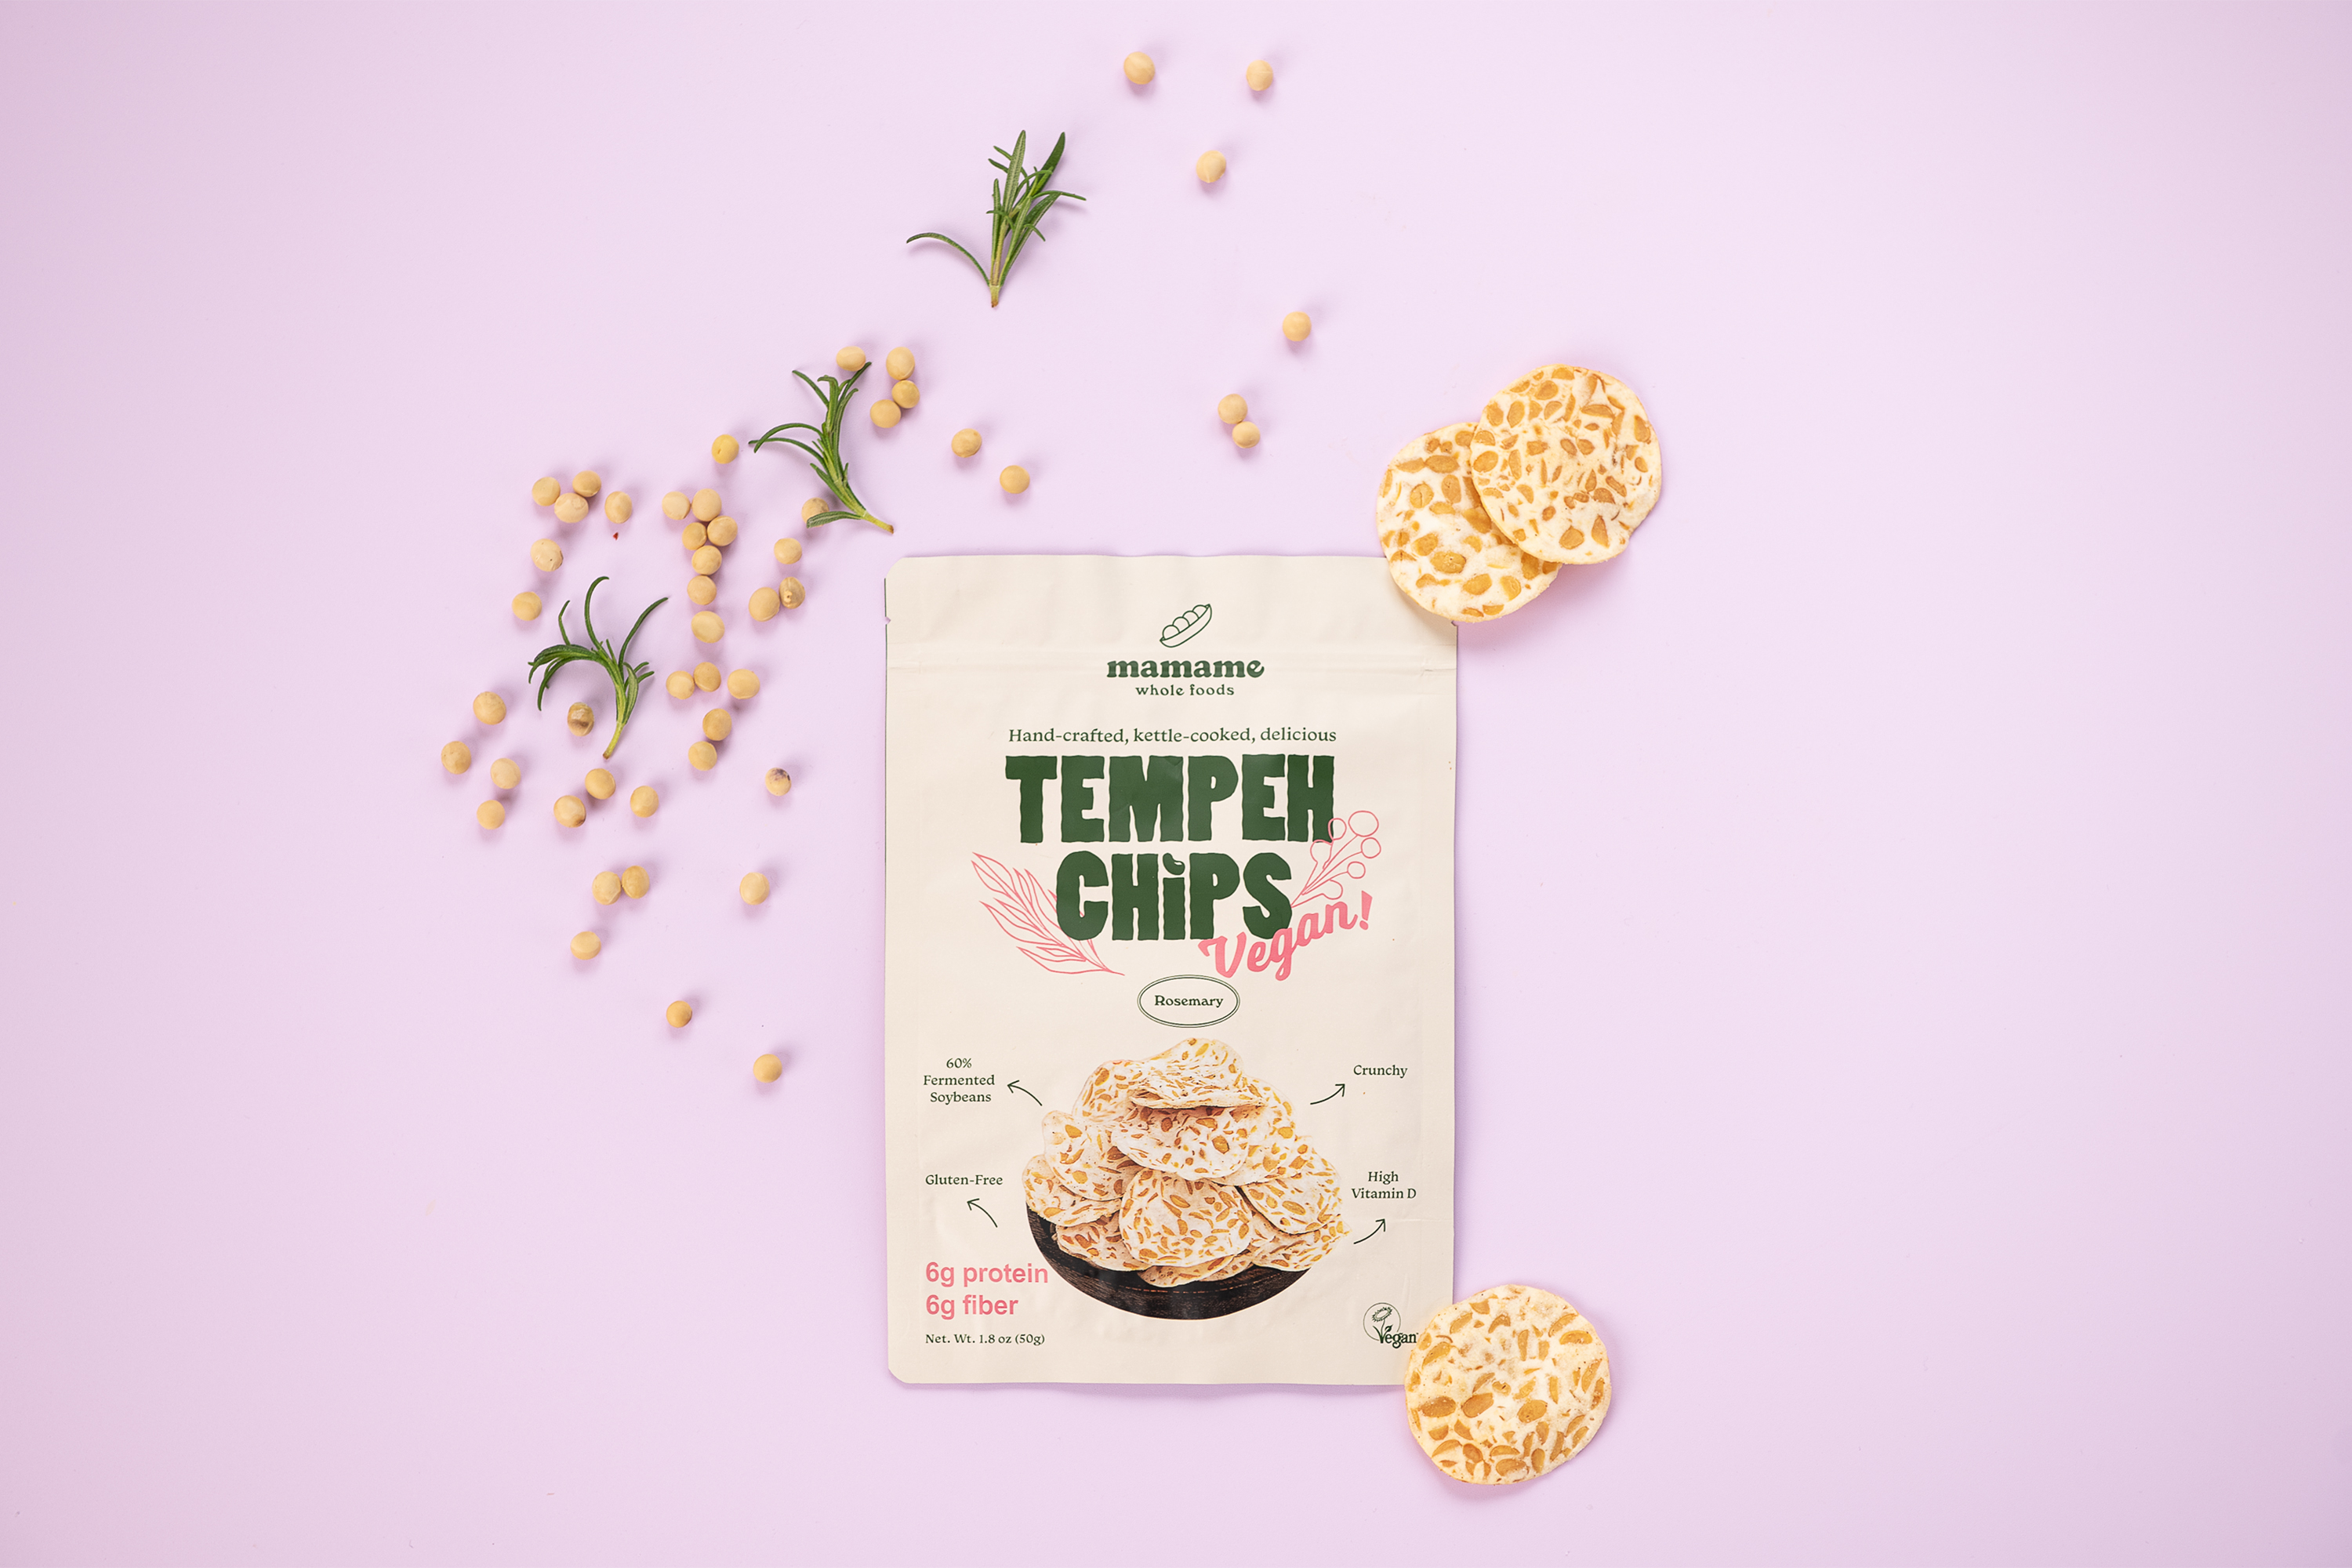 mamame
whole foods
Hand-crafted, kettle-cooked, delicious
TEMPEH
CHiPS
Vegan!
Rosemary
60%
Fermented
Soybeans
Crunchy
Gluten-Free
High
Vitamin D
6g protein
6g fiber
Net. Wt. 1.8 oz (50g)
Vegan